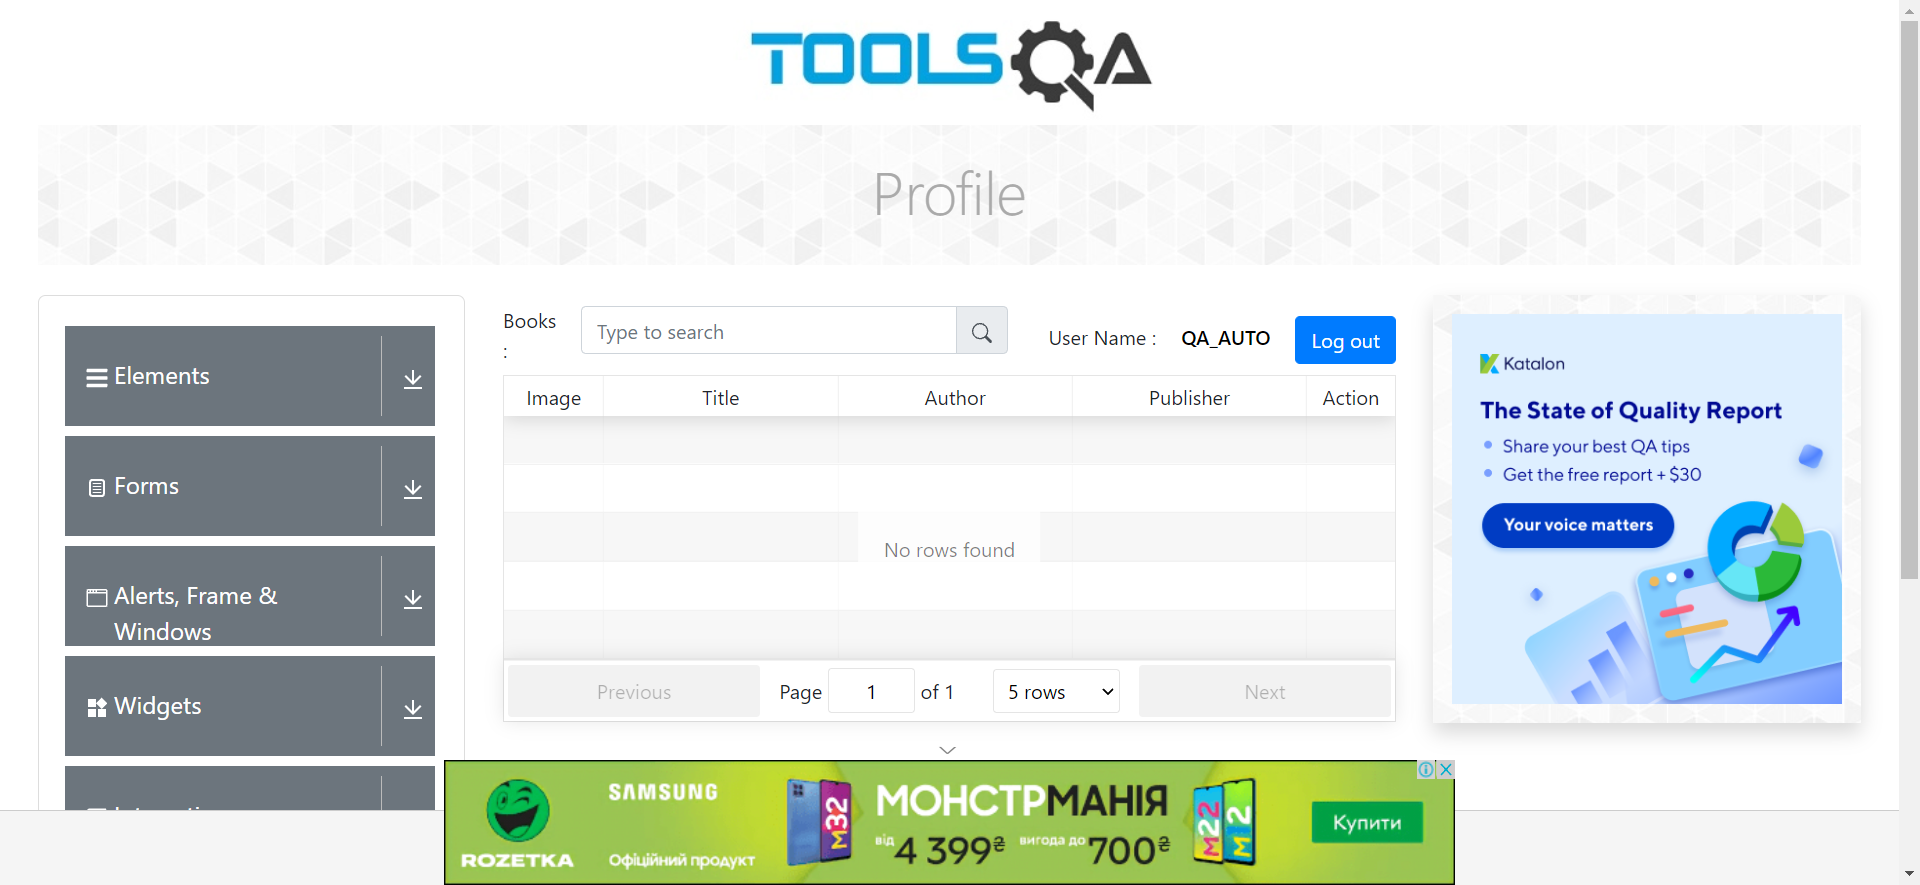 TOOLSQA
Profile
Elements
Forms
Alerts, Frame &
Windows
Widgets
Books
:
Type to search
User Name :
QA_AUTO
Log out
Image
Title
Author
Publisher
Action
No rows found
Previous
Page
1
of 1
5 rows
Next
Katalon
The State of Quality Report
Share your best QA tips
Get the free report + $30
Your voice matters
ROZETKA
SAMSUNG
Офіційний продукт
M32
МОНСТРМАНІЯ
від 4 399₴ вигода до 700₴
M22
M12
Купити